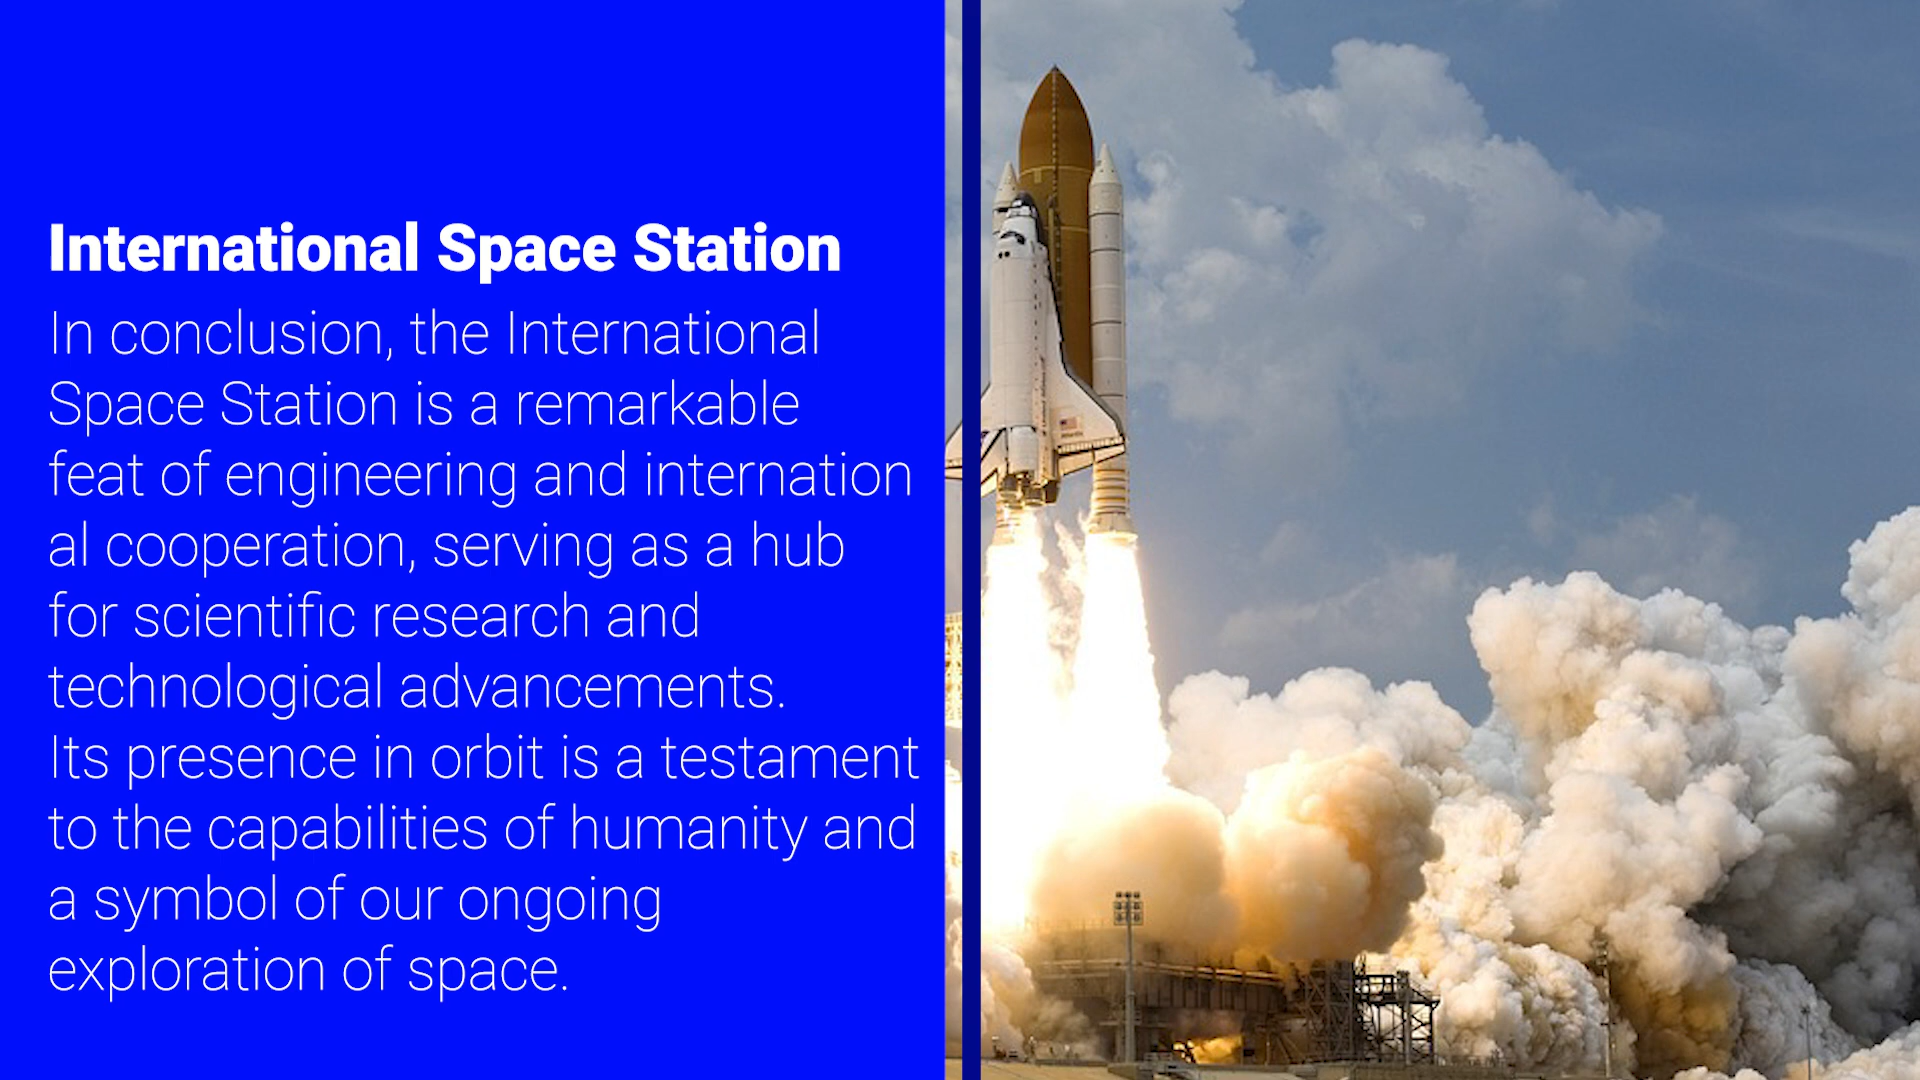 International Space Station
In conclusion, the International
Space Station is a remarkable
feat of engineering and internation
al cooperation, serving as a hub
for scientific research and
technological advancements.
Its presence in orbit is a testament
to the capabilities of humanity and
a symbol of our ongoing
exploration of space.